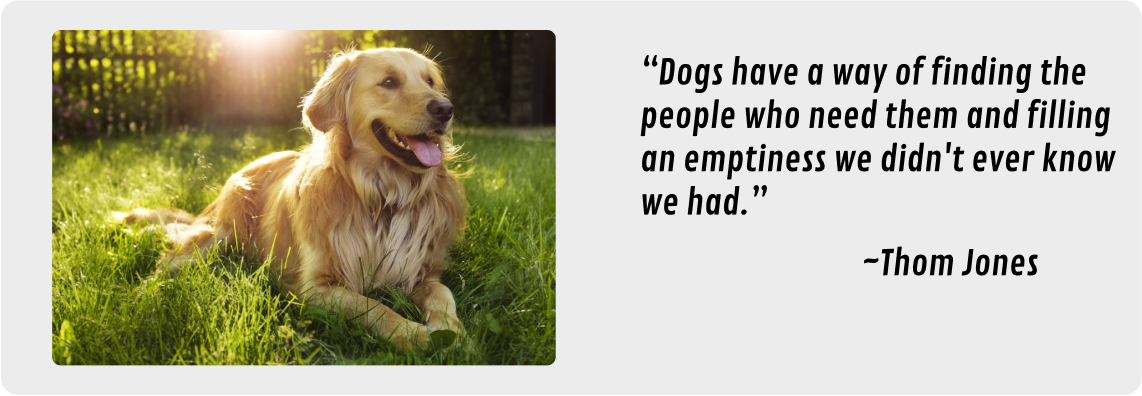 “Dogs have a way of finding the
people who need them and filling
an emptiness we didn't ever know
we had.”
~Thom Jones